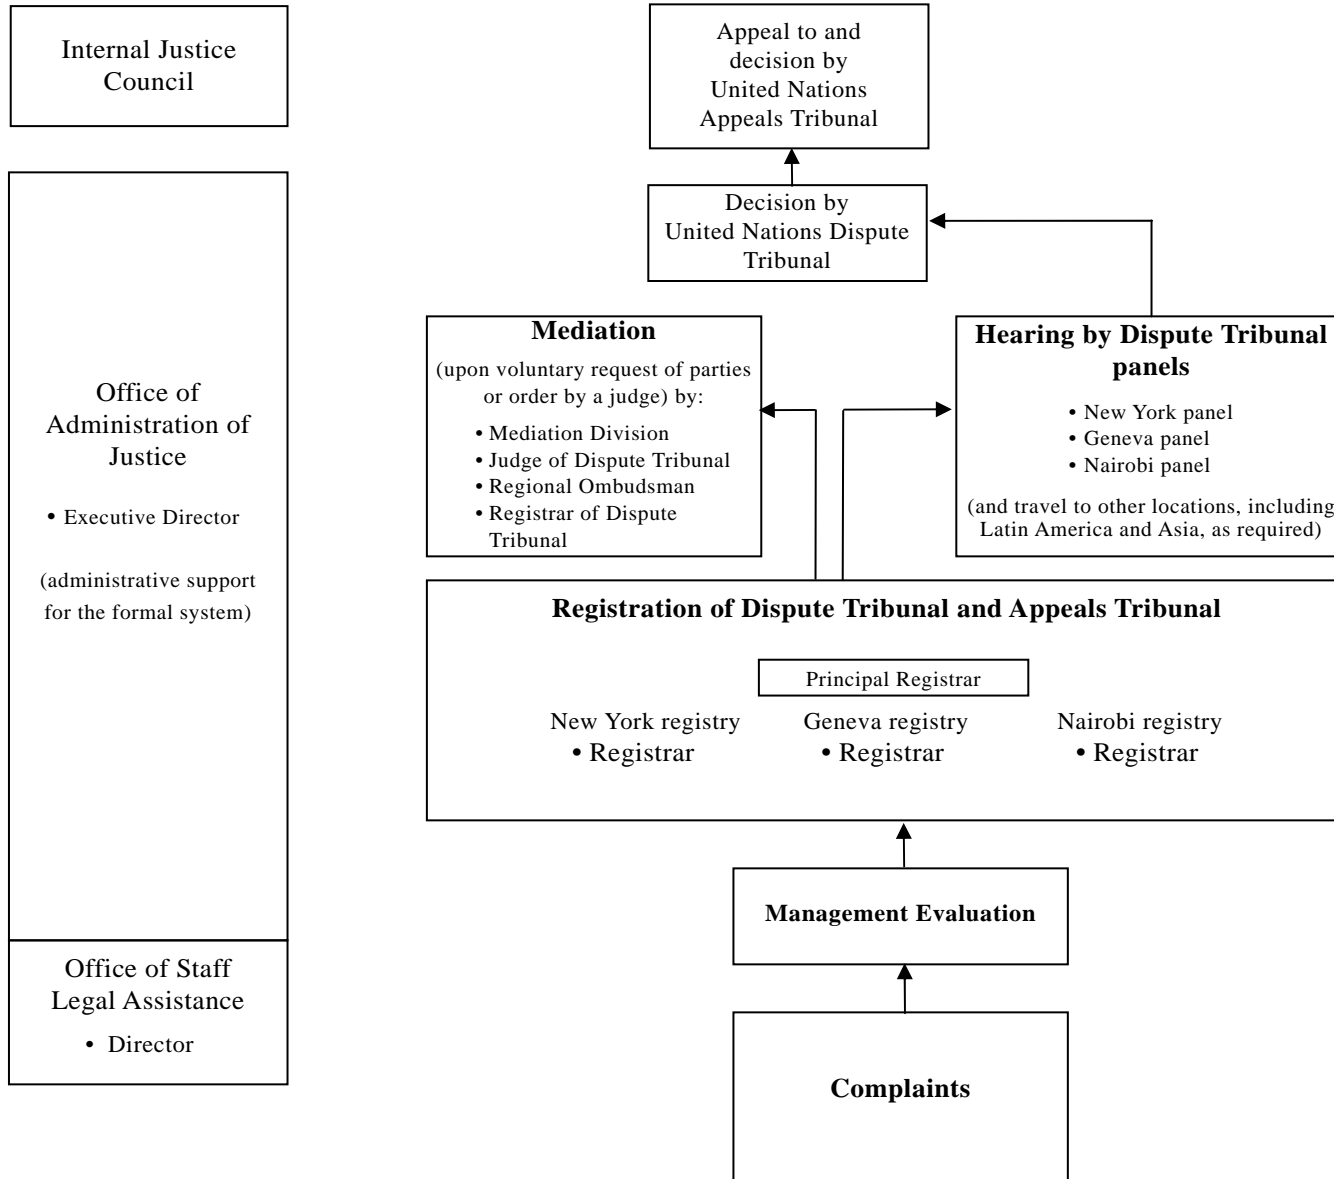 Internal Justice
Council
Office of
Administration of
Justice
• Executive Director
(administrative support
for the formal system)
Office of Staff
Legal Assistance
• Director
Appeal to and
decision by
United Nations
Appeals Tribunal
Decision by
United Nations Dispute
Tribunal
Mediation
(upon voluntary request of parties
or order by a judge) by:
• Mediation Division
• Judge of Dispute Tribunal
• Regional Ombudsman
• Registrar of Dispute
Tribunal
Hearing by Dispute Tribunal
panels
• New York panel
• Geneva panel
• Nairobi panel
(and travel to other locations, including
Latin America and Asia, as required)
Registration of Dispute Tribunal and Appeals Tribunal
Principal Registrar
New York registry
• Registrar
Geneva registry
• Registrar
Nairobi registry
• Registrar
Management Evaluation
Complaints